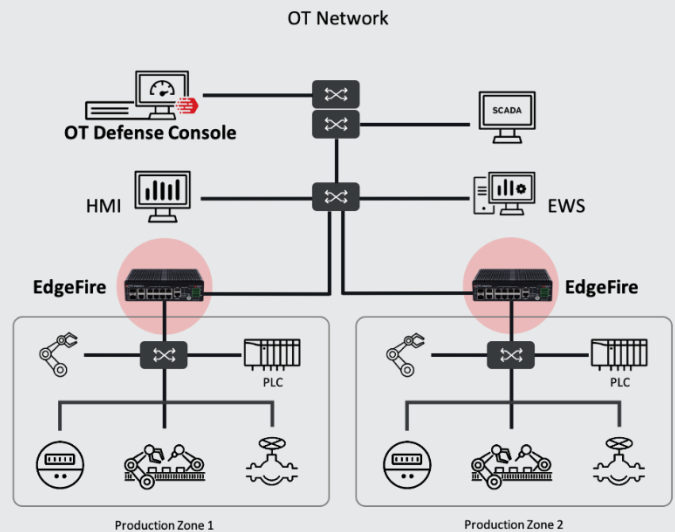 OT Network
SCADA
OT Defense Console
HMI
EWS
EdgeFire
EdgeFire
PLC
PLC
Production Zone 1
Production Zone 2